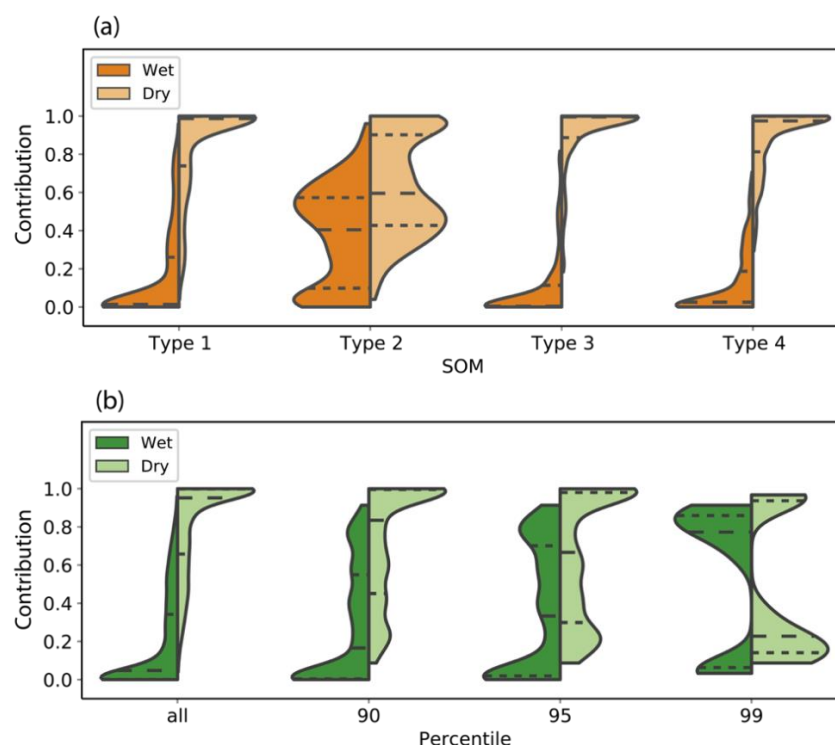 (a)
Wet
Dry
1.0
0.8
0.6
0.4
0.2
0.0
Contribution
Type 1 Type 2 Type 3 Type 4
SOM
(b)
Wet
Dry
1.0
0.8
0.6
0.4
0.2
0.0
Contribution
all 90 95 99
Percentile